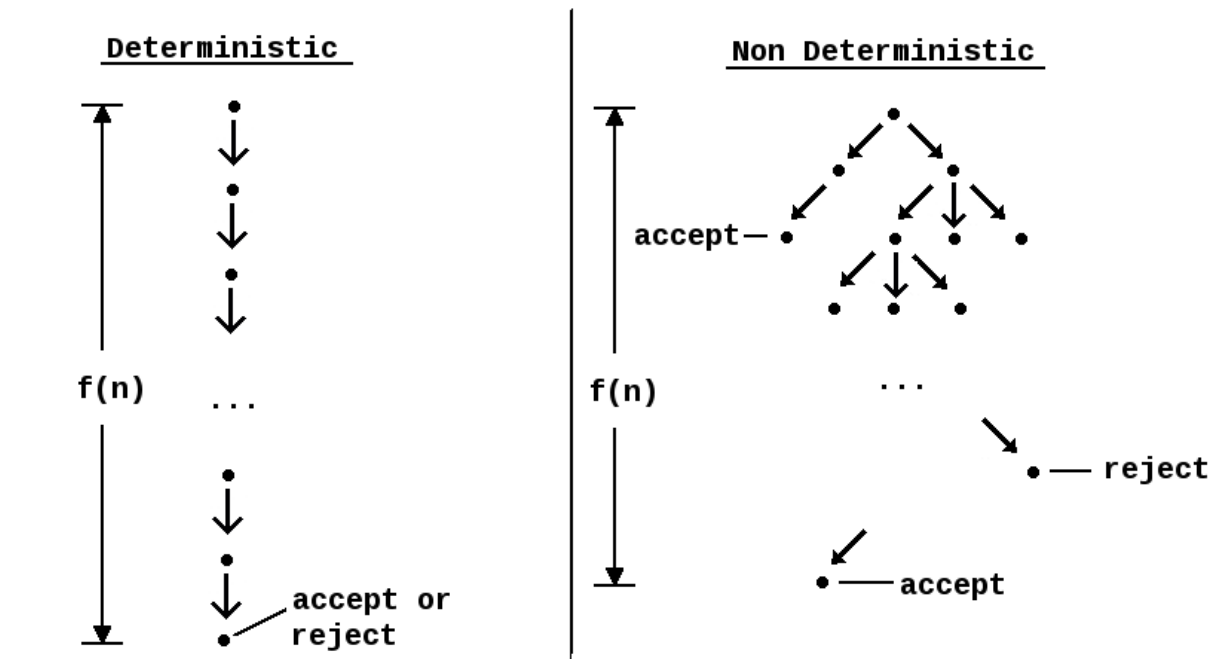 Deterministic
f(n)
...
accept or
reject
Non Deterministic
accept
f(n)
...
reject
accept